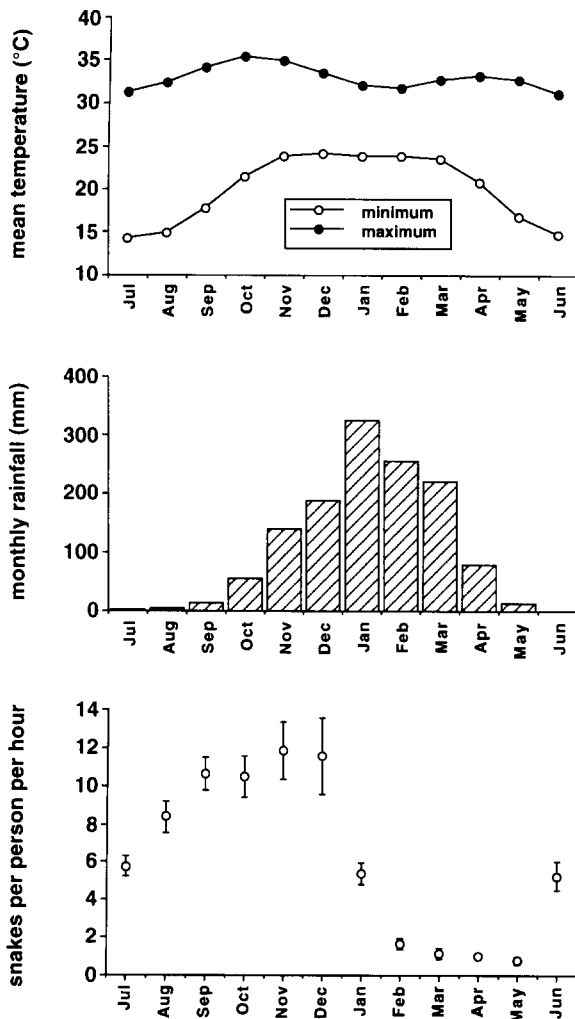 mean temperature (°C)
40
35
30
25
20
15
10
minimum
maximum
Jul Aug Sep Oct Nov Dec Jan Feb Mar Apr May Jun
monthly rainfall (mm)
400
300
200
100
0
Jul Aug Sep Oct Nov Dec Jan Feb Mar Apr May Jun
snakes per person per hour
14
12
10
8
6
4
2
0
Jul Aug Sep Oct Nov Dec Jan Feb Mar Apr May Jun